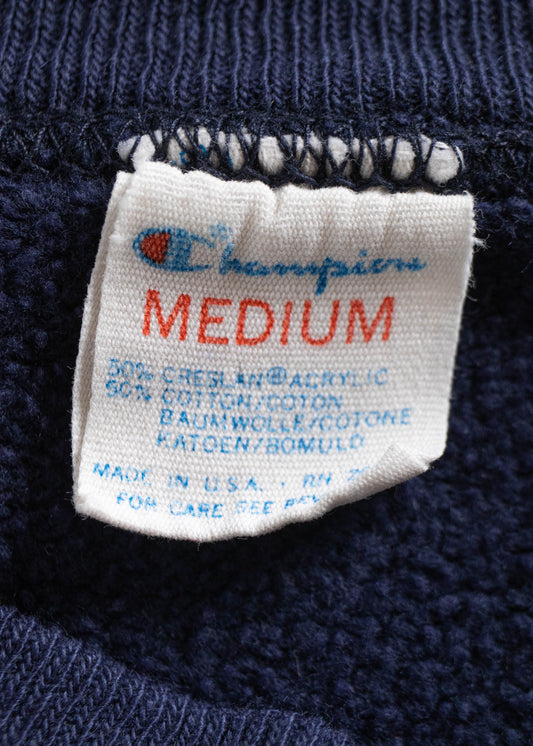 Champion
MEDIUM
50% CRESLAN® ACRYLIC
50% COTTON/COTON
BAUMWOLLE/COTONE
KATOEN/BOMULD
MADE IN U.S.A. · RN
FOR CARE SEE